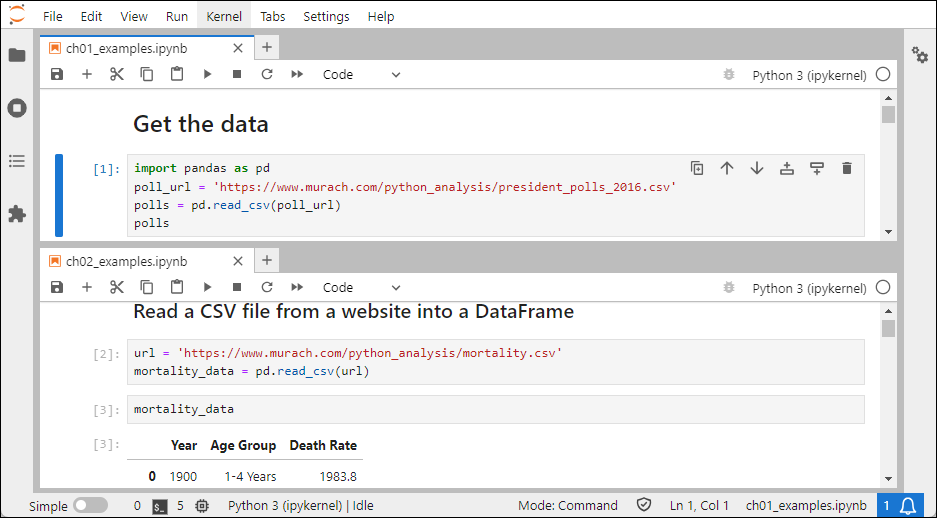 File Edit View Run Kernel Tabs Settings Help
ch01_examples.ipynb
Code Python 3 (ipykernel)
Get the data
[1]: import pandas as pd
poll_url = 'https://www.murach.com/python_analysis/president_polls_2016.csv'
polls = pd.read_csv(poll_url)
polls
ch02_examples.ipynb
Code Python 3 (ipykernel)
Read a CSV file from a website into a DataFrame
[2]: url = 'https://www.murach.com/python_analysis/mortality.csv'
mortality_data = pd.read_csv(url)
[3]: mortality_data
[3]: Year Age Group Death Rate
0 1900 1-4 Years 1983.8
Simple 0 $_ 5 Python 3 (ipykernel) | Idle Mode: Command Ln 1, Col 1 ch01_examples.ipynb 1